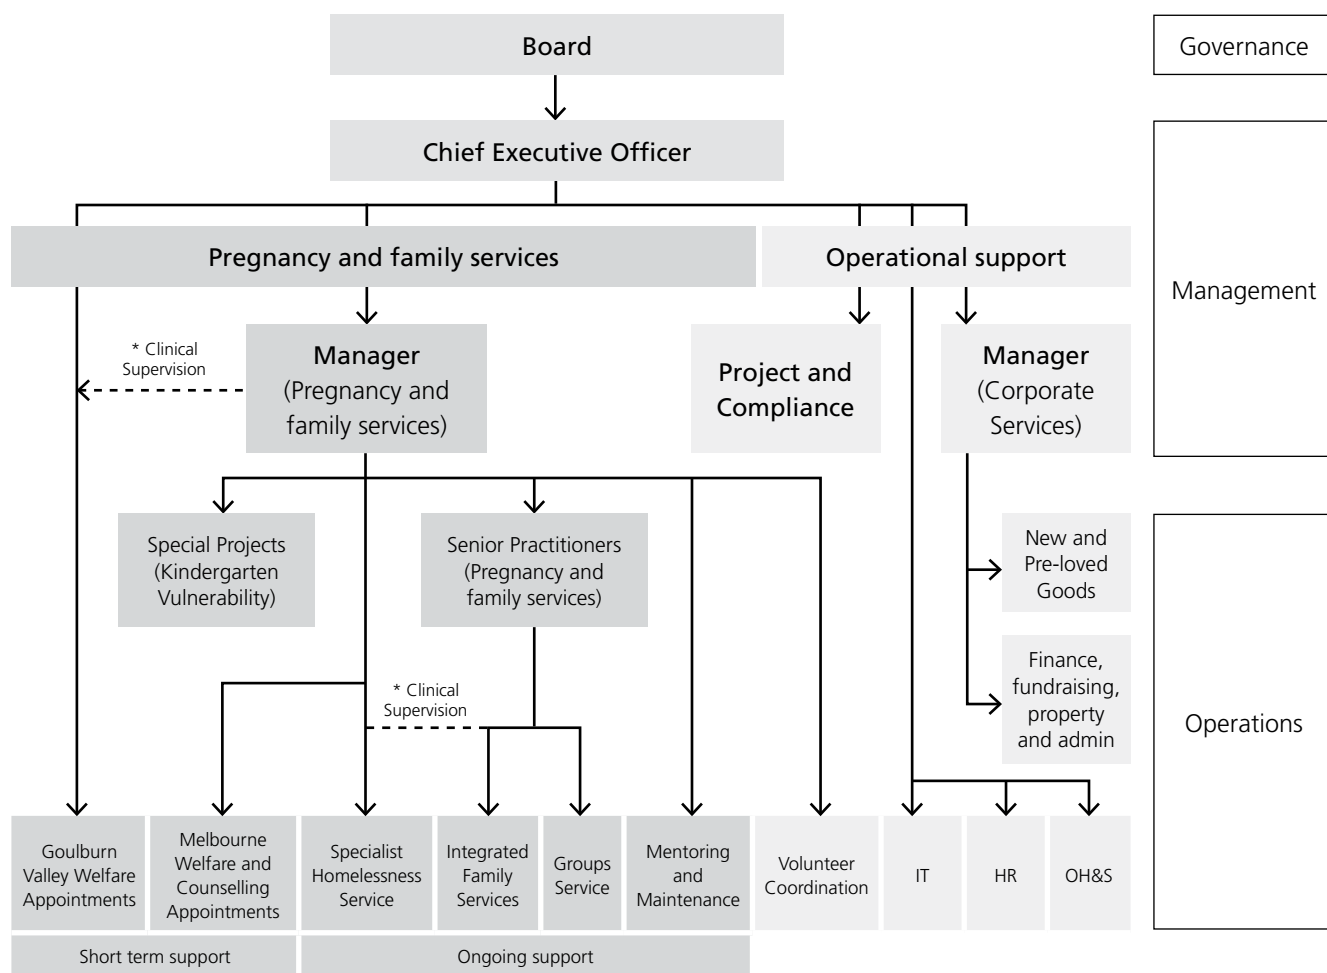 Board
Governance
Chief Executive Officer
Management
Pregnancy and family services
Operational support
* Clinical
Supervision
Manager
(Pregnancy and
family services)
Project and
Compliance
Manager
(Corporate
Services)
Special Projects
(Kindergarten
Vulnerability)
Senior Practitioners
(Pregnancy and
family services)
New and
Pre-loved
Goods
Operations
* Clinical
Supervision
Finance,
fundraising,
property
and admin
Goulburn
Valley Welfare
Appointments
Melbourne
Welfare and
Counselling
Appointments
Specialist
Homelessness
Service
Integrated
Family
Services
Groups
Service
Mentoring
and
Maintenance
Volunteer
Coordination
IT
HR
OH&S
Short term support
Ongoing support